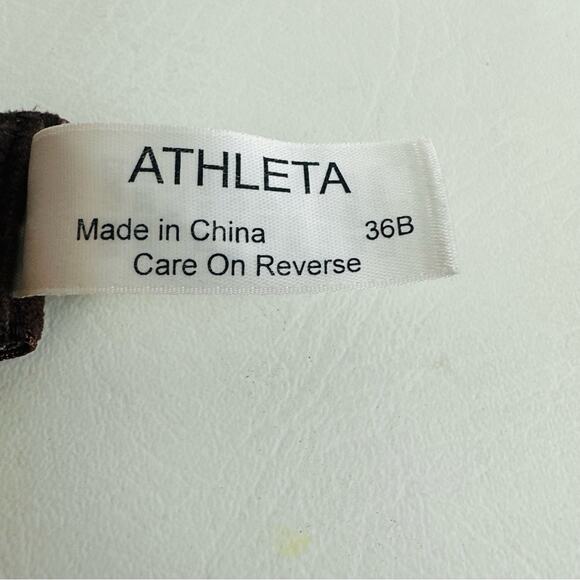 ATHLETA
Made in China 36B
Care On Reverse